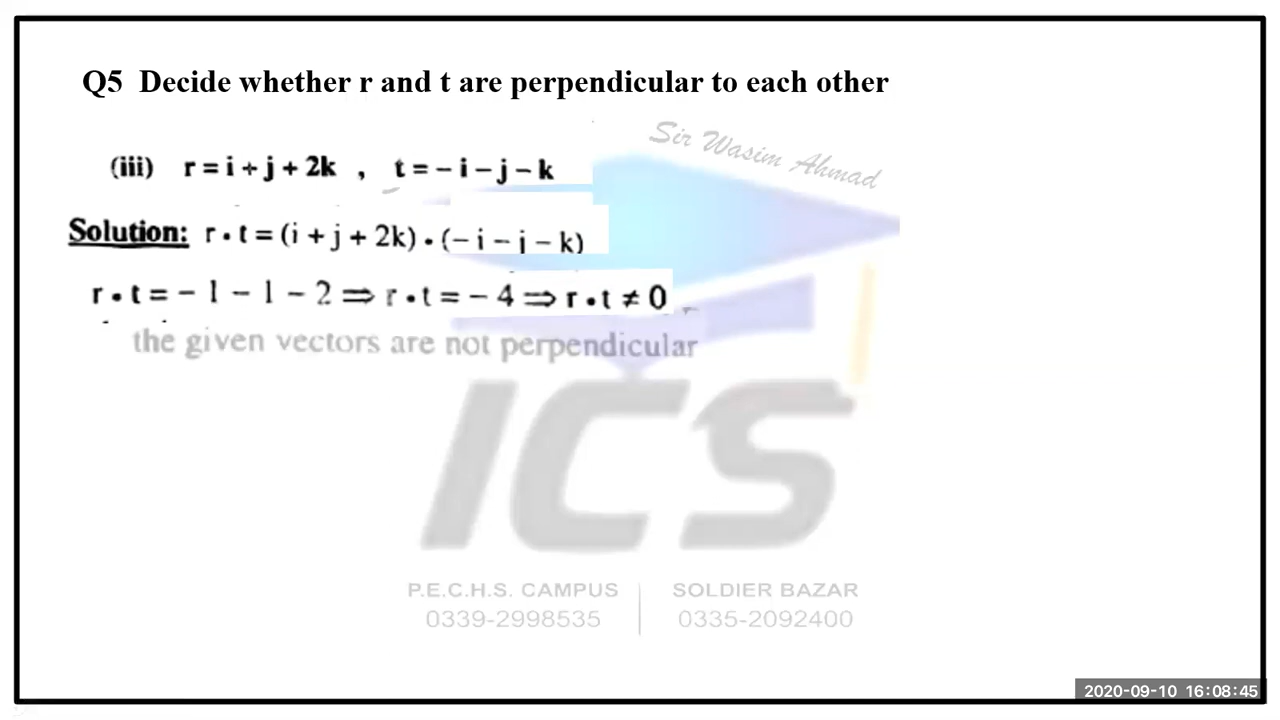 Q5 Decide whether r and t are perpendicular to each other
Sir Wasim Ahmad
(iii) r = i + j + 2k , t = – i – j – k
Solution: r • t = (i + j + 2k) • (– i – j – k)
r • t = – 1 – 1 – 2 ⇒ r • t = – 4 ⇒ r • t ≠ 0
the given vectors are not perpendicular
ICS
P.E.C.H.S. CAMPUS SOLDIER BAZAR
0339-2998535 0335-2092400
2020-09-10 16:08:45